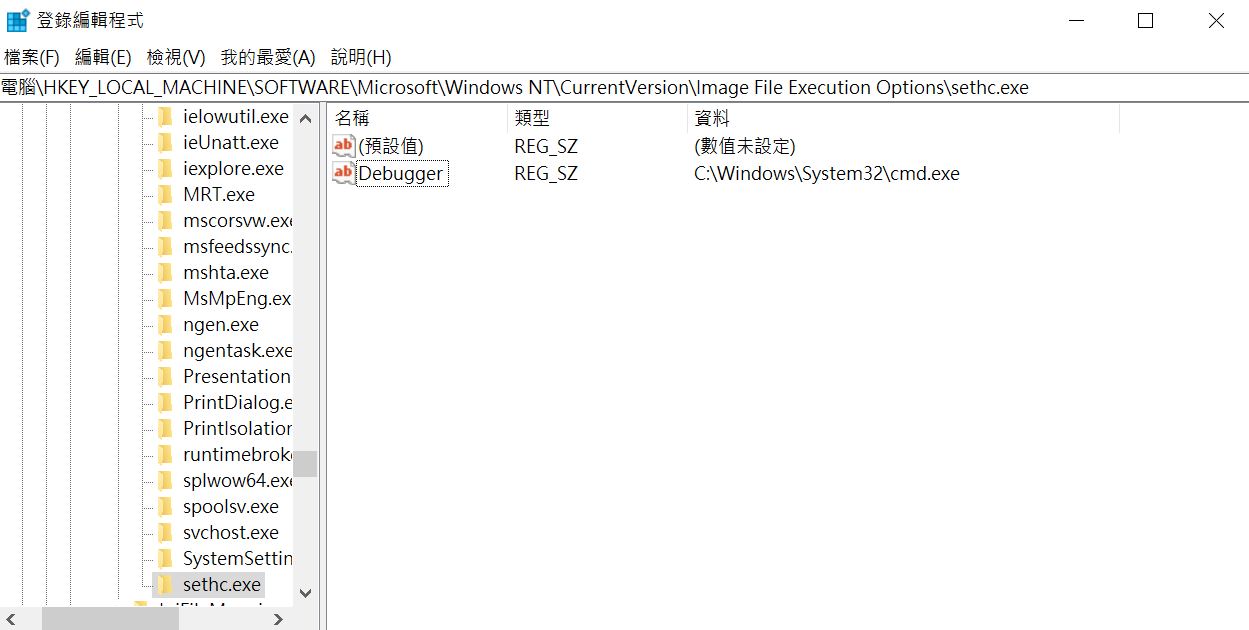 登錄編輯程式
檔案(F) 編輯(E) 檢視(V) 我的最愛(A) 說明(H)
電腦\HKEY_LOCAL_MACHINE\SOFTWARE\Microsoft\Windows NT\CurrentVersion\Image File Execution Options\sethc.exe
ielowutil.exe
ieUnatt.exe
iexplore.exe
MRT.exe
mscorsvw.exe
msfeedssync.
mshta.exe
MsMpEng.ex
ngen.exe
ngentask.exe
Presentation
PrintDialog.e
PrintIsolation
runtimebroke
splwow64.exe
spoolsv.exe
svchost.exe
SystemSettin
sethc.exe
名稱 類型 資料
(預設值) REG_SZ (數值未設定)
Debugger REG_SZ C:\Windows\System32\cmd.exe